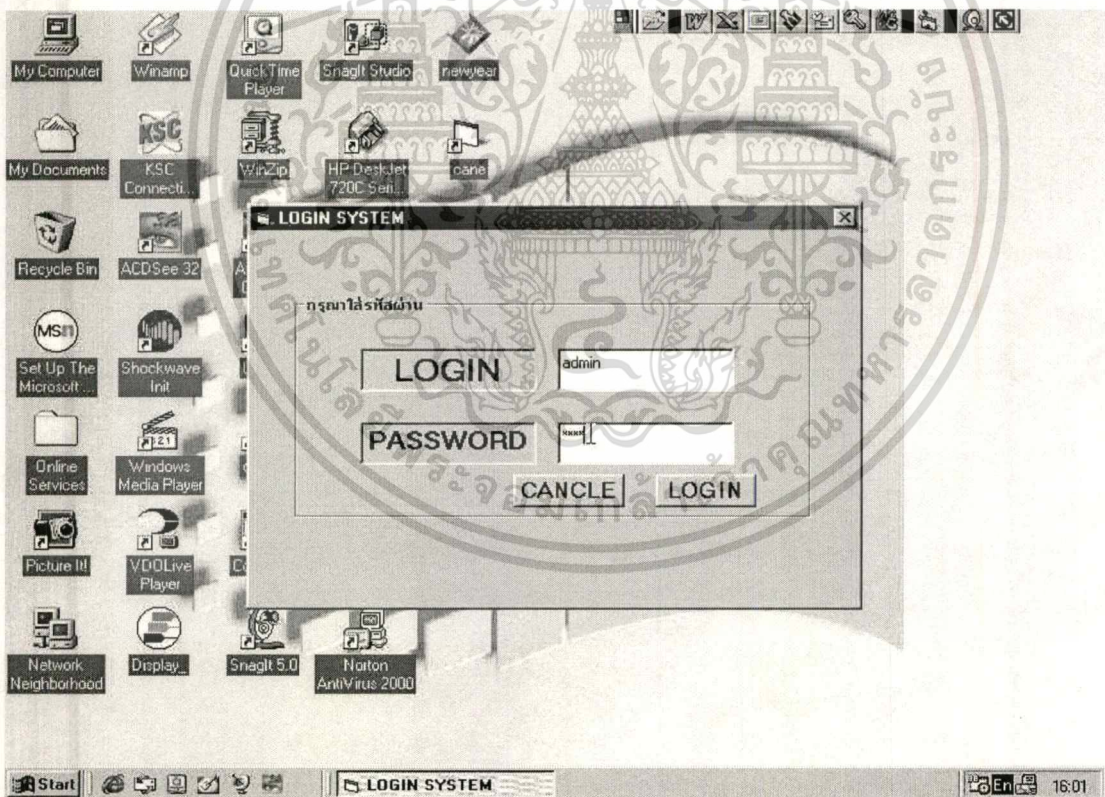 My Computer
Winamp
QuickTime
Player
SnagIt Studio
newyear
My Documents
KSC
Connecti...
WinZip
HP DeskJet
720C Seri...
cane
LOGIN SYSTEM
Recycle Bin
ACDSee 32
กรุณาใส่รหัสผ่าน
LOGIN
admin
PASSWORD
****
CANCLE
LOGIN
MSN
Set Up The
Microsoft ...
Shockwave
Init
Online
Services
Windows
Media Player
Picture It!
VDOLive
Player
Network
Neighborhood
Display_
SnagIt 5.0
Norton
AntiVirus 2000
Start
LOGIN SYSTEM
En
16:01